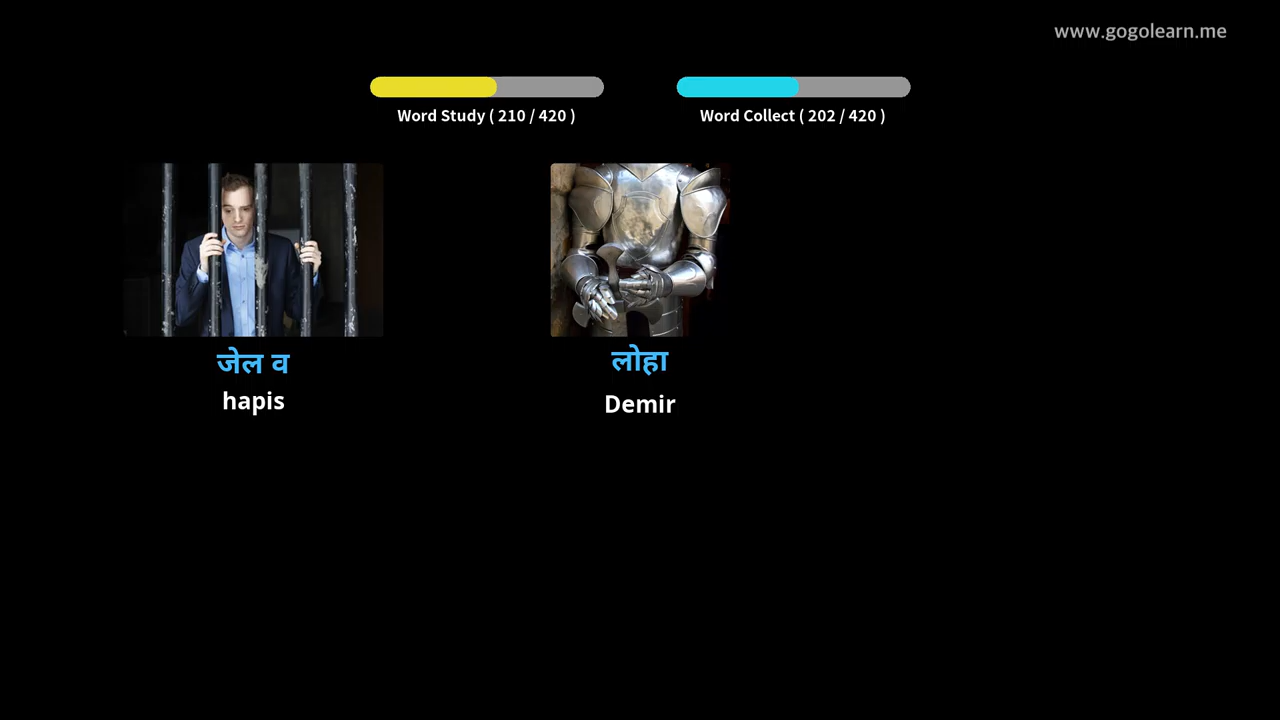 www.gogolearn.me
Word Study ( 210 / 420 )
Word Collect ( 202 / 420 )
जेल व
hapis
लोहा
Demir